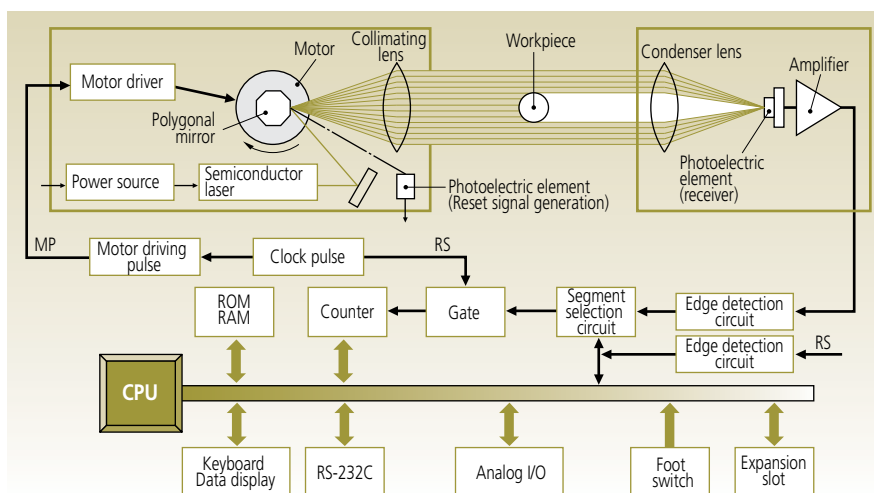 Motor
Collimating
lens
Workpiece
Condenser lens
Amplifier
Motor driver
Polygonal
mirror
Power source
Semiconductor
laser
Photoelectric element
(Reset signal generation)
Photoelectric
element
(receiver)
MP
Motor driving
pulse
Clock pulse
RS
ROM
RAM
Counter
Gate
Segment
selection
circuit
Edge detection
circuit
Edge detection
circuit
RS
CPU
Keyboard
Data display
RS-232C
Analog I/O
Foot
switch
Expansion
slot